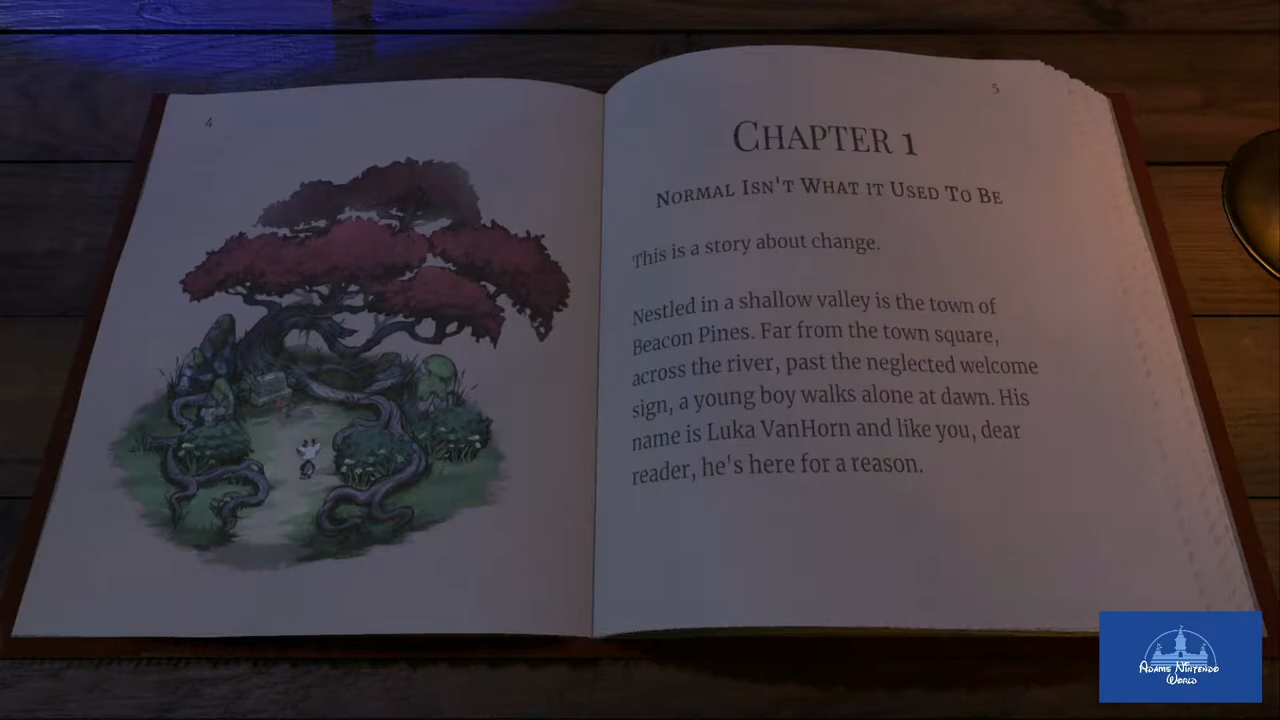 4
5
CHAPTER 1
NORMAL ISN'T WHAT IT USED TO BE
This is a story about change.
Nestled in a shallow valley is the town of
Beacon Pines. Far from the town square,
across the river, past the neglected welcome
sign, a young boy walks alone at dawn. His
name is Luka VanHorn and like you, dear
reader, he's here for a reason.
ADAMS NINTENDO
WORLD